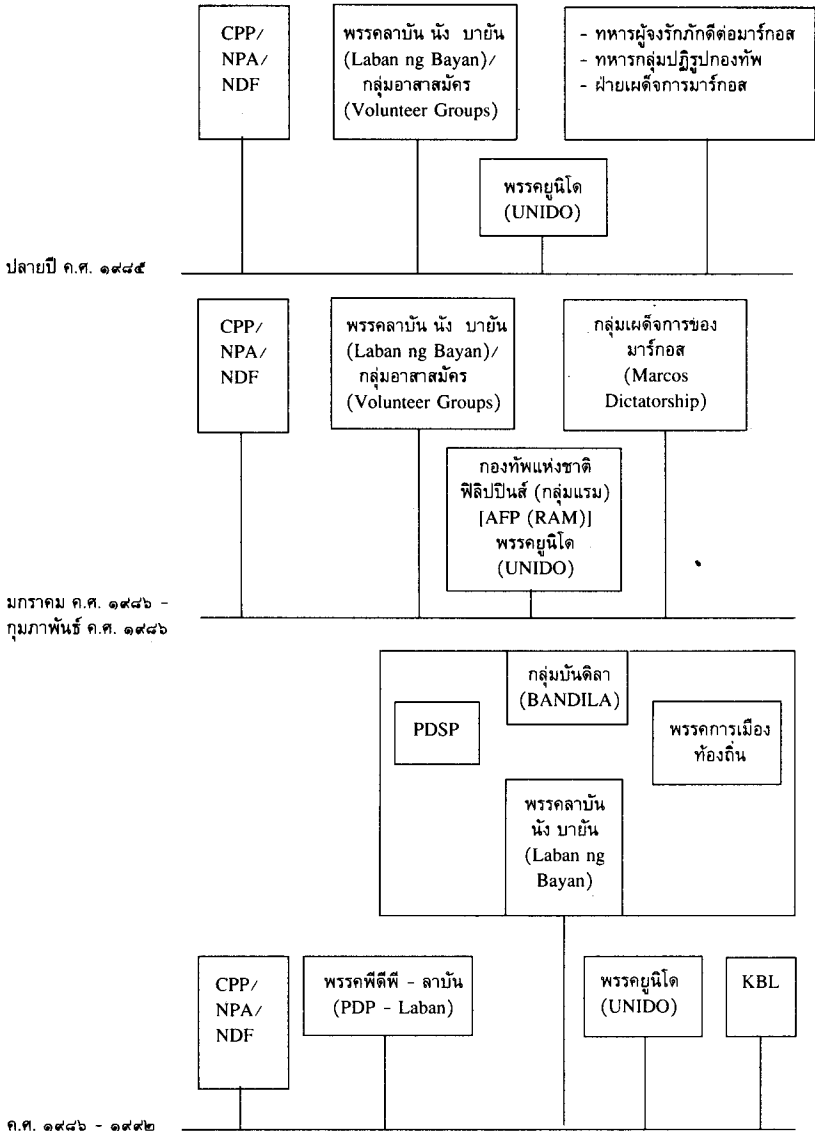 CPP/
NPA/
NDF
พรรคลาบัน นัง บายัน
(Laban ng Bayan)/
กลุ่มอาสาสมัคร
(Volunteer Groups)
- ทหารผู้จงรักภักดีต่อมาร์กอส
- ทหารกลุ่มปฏิรูปกองทัพ
- ฝ่ายเผด็จการมาร์กอส
พรรคยูนิโด
(UNIDO)
ปลายปี ค.ศ. ๑๙๘๕
CPP/
NPA/
NDF
พรรคลาบัน นัง บายัน
(Laban ng Bayan)/
กลุ่มอาสาสมัคร
(Volunteer Groups)
กลุ่มเผด็จการของ
มาร์กอส
(Marcos
Dictatorship)
กองทัพแห่งชาติ
ฟิลิปปินส์ (กลุ่มแรม)
[AFP (RAM)]
พรรคยูนิโด
(UNIDO)
มกราคม ค.ศ. ๑๙๘๖ -
กุมภาพันธ์ ค.ศ. ๑๙๘๖
กลุ่มบันดิลา
(BANDILA)
PDSP
พรรคการเมือง
ท้องถิ่น
พรรคลาบัน
นัง บายัน
(Laban ng
Bayan)
CPP/
NPA/
NDF
พรรคพีดีพี - ลาบัน
(PDP - Laban)
พรรคยูนิโด
(UNIDO)
KBL
ค.ศ. ๑๙๘๖ - ๑๙๙๒